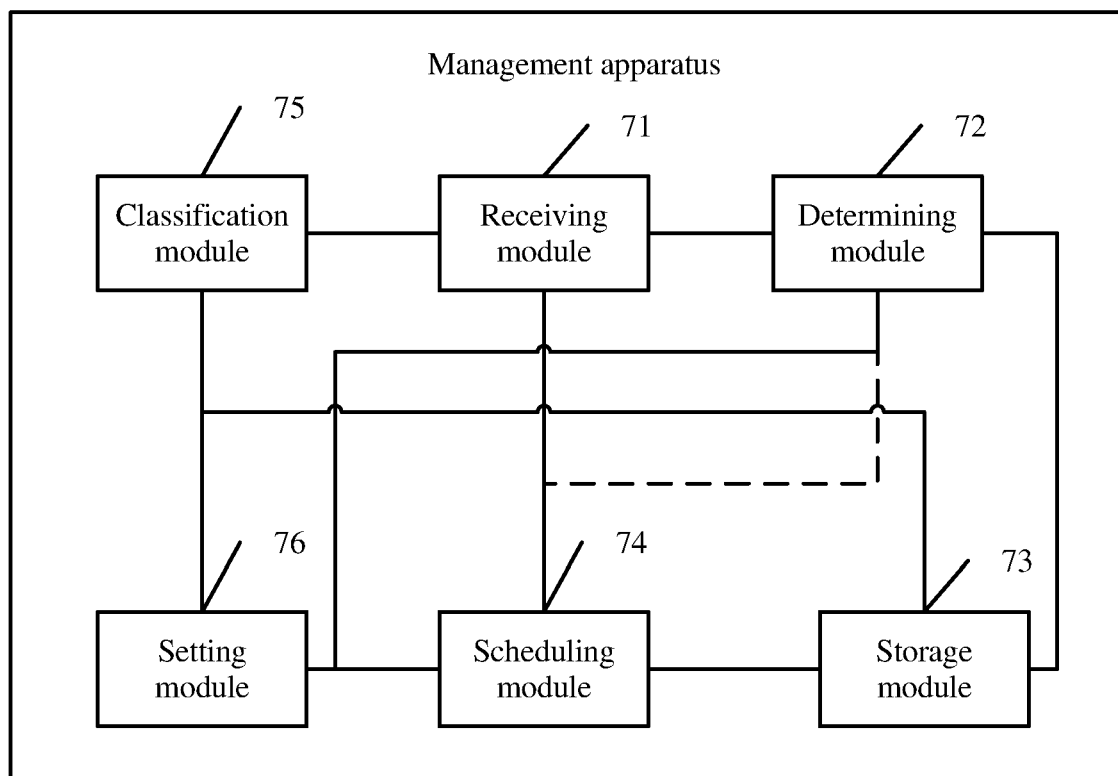 Management apparatus
75
71
72
Classification
module
Receiving
module
Determining
module
76
74
73
Setting
module
Scheduling
module
Storage
module